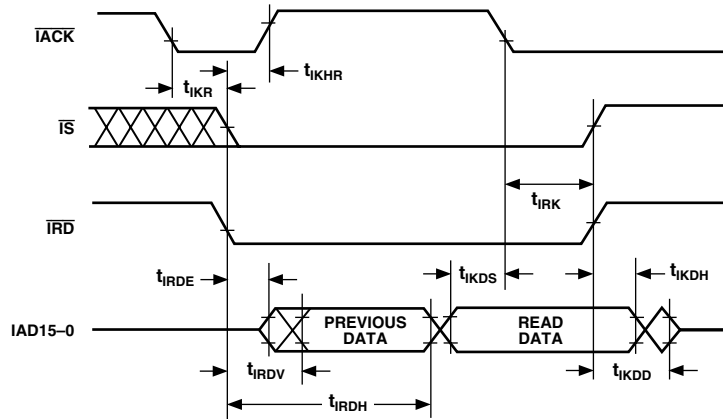 IACK
tIKHR
tIKR
IS
tIRK
IRD
tIRDE
tIKDS
tIKDH
IAD15–0
PREVIOUS
DATA
READ
DATA
tIRDV
tIKDD
tIRDH